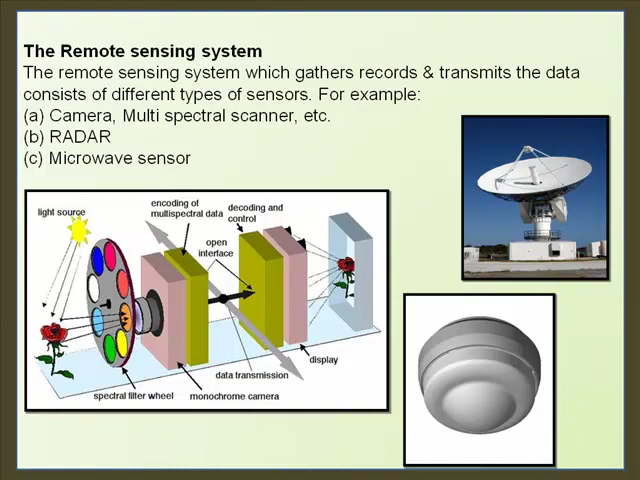 The Remote sensing system
The remote sensing system which gathers records & transmits the data
consists of different types of sensors. For example:
(a) Camera, Multi spectral scanner, etc.
(b) RADAR
(c) Microwave sensor
light source
encoding of
multispectral data
decoding and
control
open
interface
display
data transmission
spectral filter wheel
monochrome camera